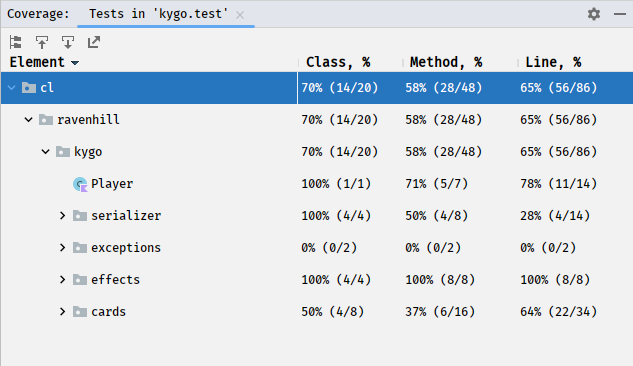 Coverage: Tests in 'kygo.test'
Element Class, % Method, % Line, %
cl 70% (14/20) 58% (28/48) 65% (56/86)
ravenhill 70% (14/20) 58% (28/48) 65% (56/86)
kygo 70% (14/20) 58% (28/48) 65% (56/86)
Player 100% (1/1) 71% (5/7) 78% (11/14)
serializer 100% (4/4) 50% (4/8) 28% (4/14)
exceptions 0% (0/2) 0% (0/2) 0% (0/2)
effects 100% (4/4) 100% (8/8) 100% (8/8)
cards 50% (4/8) 37% (6/16) 64% (22/34)